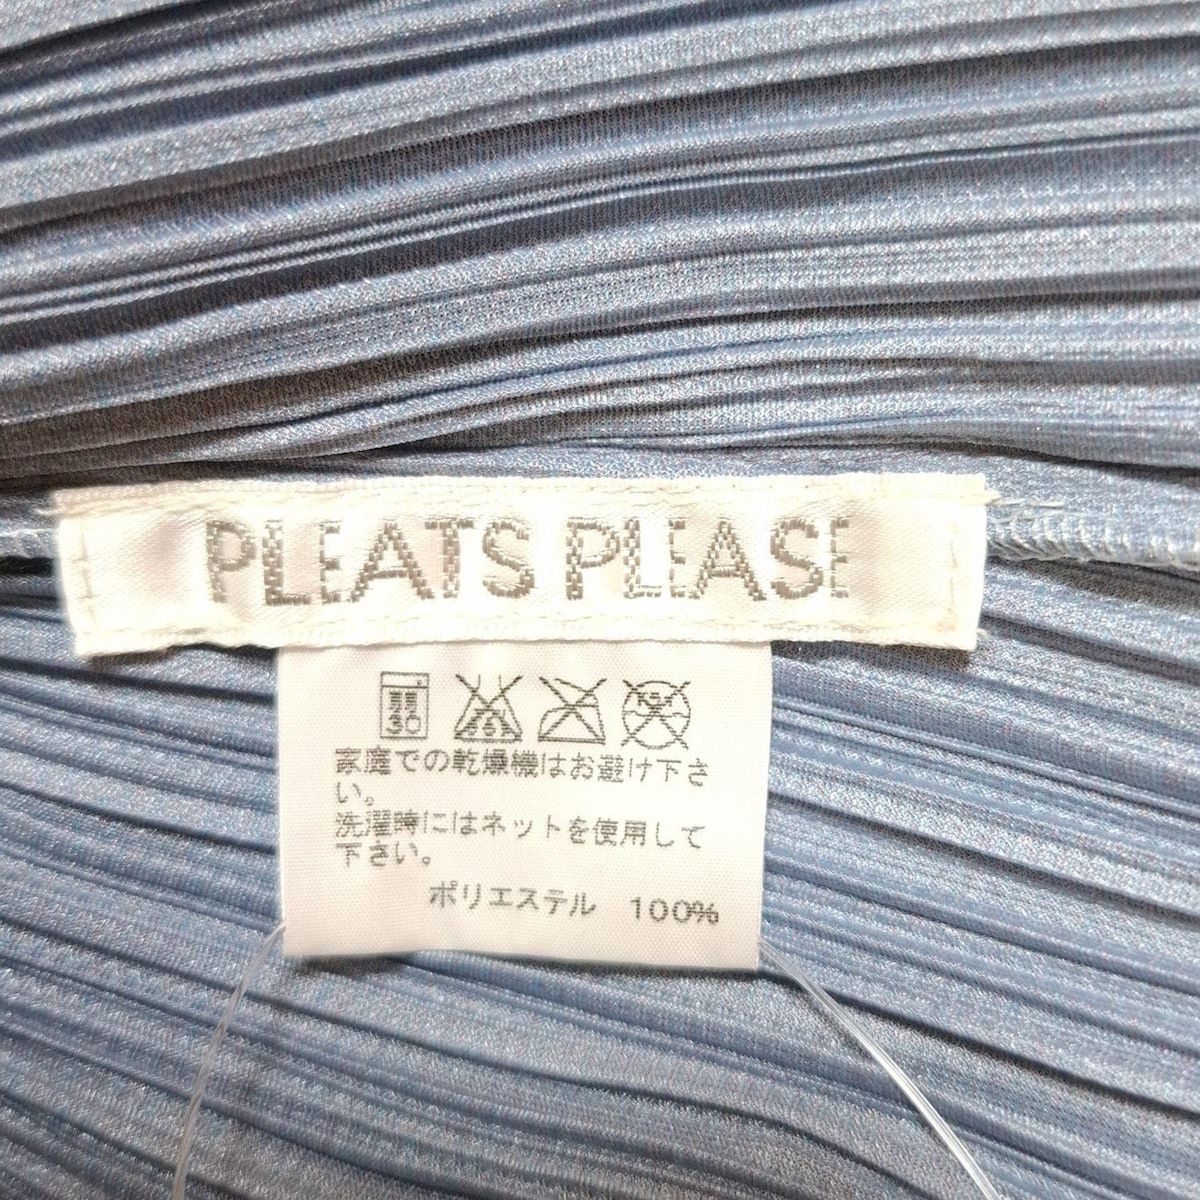 PLEATS PLEASE
弱
30
家庭での乾燥機はお避け下さ
い。
洗濯時にはネットを使用して
下さい。
ポリエステル 100%